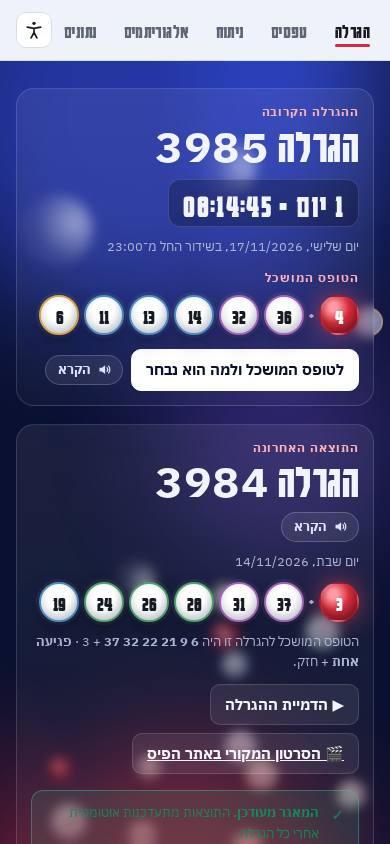 הגרלה טפסים ניתוח אלגוריתמים נתונים
ההגרלה הקרובה
הגרלה 3985
1 יום • 08:14:45
יום שלישי, 17/11/2026, בשידור החל מ־23:00
הטופס המושכל
6 11 13 14 32 36 • 4
לטופס המושכל ולמה הוא נבחר
הקרא
התוצאה האחרונה
הגרלה 3984
הקרא
יום שבת, 14/11/2026
19 24 26 28 31 37 • 3
הטופס המושכל להגרלה זו היה 6 9 21 22 32 37 + 3 · פגיעה
אחת + חזק.
▶ הדמיית ההגרלה
🎬 הסרטון המקורי באתר הפיס
✓ המאגר מעודכן. התוצאות מתעדכנות אוטומטית
אחרי כל הגרלה.